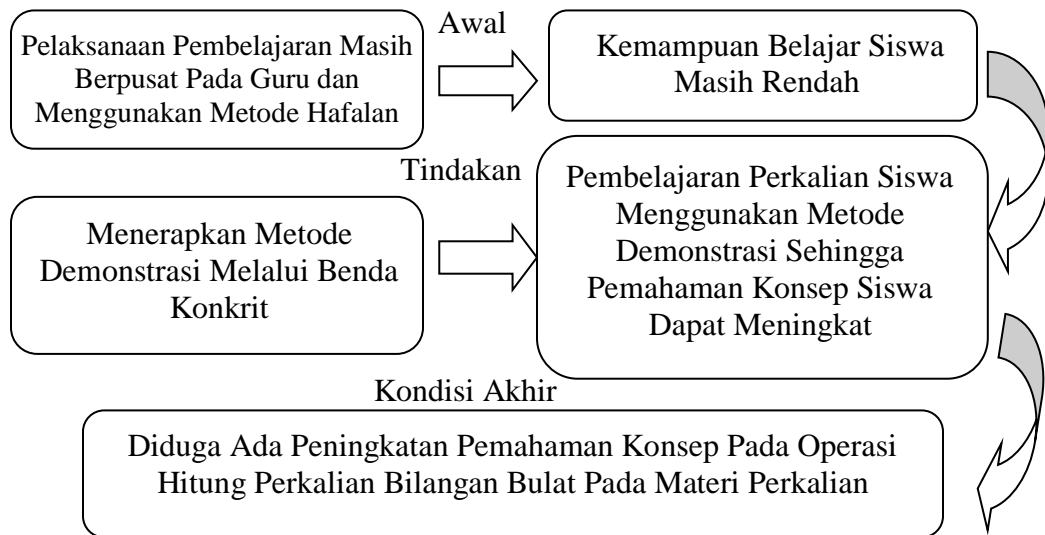 Awal
Pelaksanaan Pembelajaran Masih
Berpusat Pada Guru dan
Menggunakan Metode Hafalan
Kemampuan Belajar Siswa
Masih Rendah
Tindakan
Menerapkan Metode
Demonstrasi Melalui Benda
Konkrit
Pembelajaran Perkalian Siswa
Menggunakan Metode
Demonstrasi Sehingga
Pemahaman Konsep Siswa
Dapat Meningkat
Kondisi Akhir
Diduga Ada Peningkatan Pemahaman Konsep Pada Operasi
Hitung Perkalian Bilangan Bulat Pada Materi Perkalian